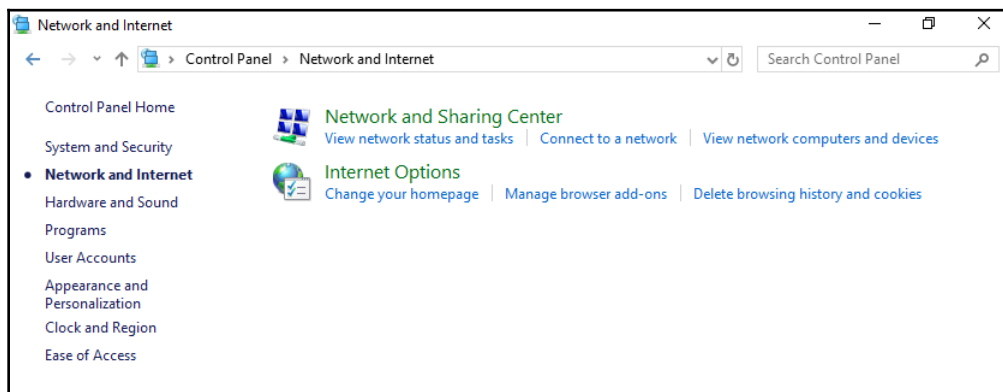 Network and Internet
Control Panel > Network and Internet
Search Control Panel
Control Panel Home
System and Security
Network and Internet
Hardware and Sound
Programs
User Accounts
Appearance and
Personalization
Clock and Region
Ease of Access
Network and Sharing Center
View network status and tasks | Connect to a network | View network computers and devices
Internet Options
Change your homepage | Manage browser add-ons | Delete browsing history and cookies